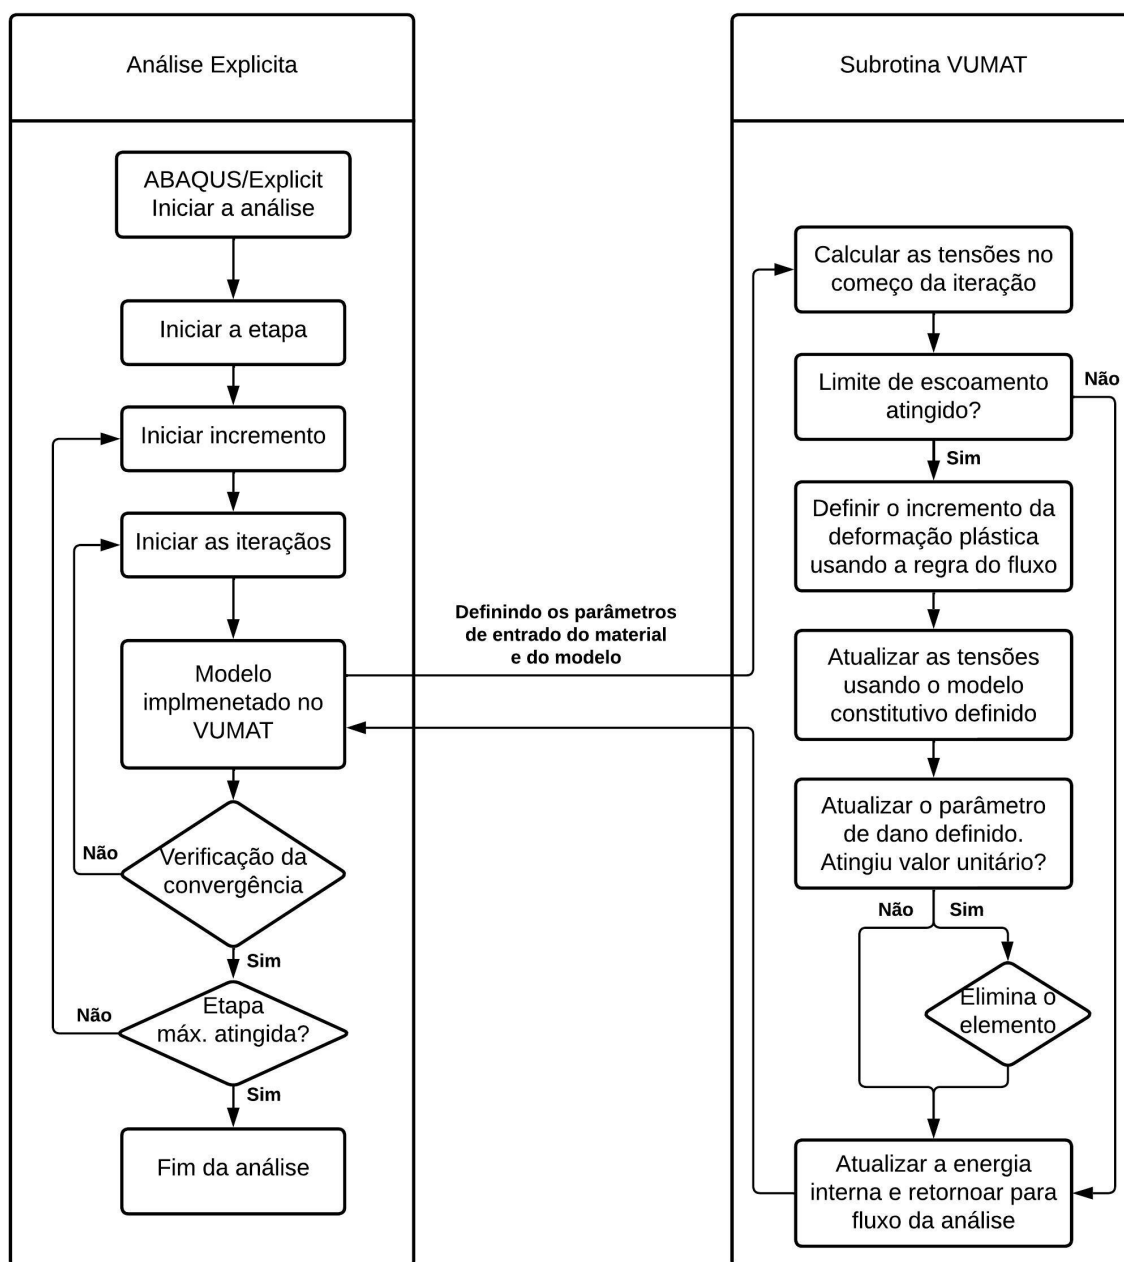 Análise Explicita
ABAQUS/Explicit
Iniciar a análise
Iniciar a etapa
Iniciar incremento
Iniciar as iteraçãos
Modelo
implmenetado no
VUMAT
Não
Verificação da
convergência
Sim
Não
Etapa
máx. atingida?
Sim
Fim da análise
Definindo os parâmetros
de entrado do material
e do modelo
Subrotina VUMAT
Calcular as tensões no
começo da iteração
Limite de escoamento
atingido?
Não
Sim
Definir o incremento da
deformação plástica
usando a regra do fluxo
Atualizar as tensões
usando o modelo
constitutivo definido
Atualizar o parâmetro
de dano definido.
Atingiu valor unitário?
Não
Sim
Elimina o
elemento
Atualizar a energia
interna e retornoar para
fluxo da análise